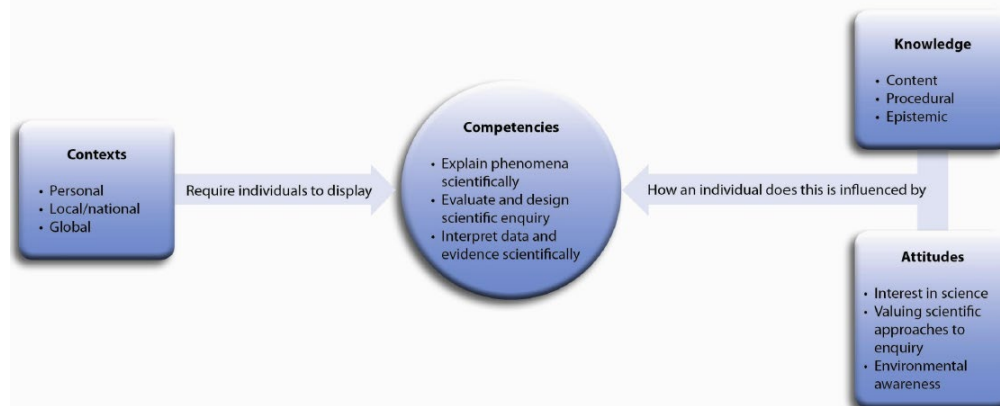 Contexts
• Personal
• Local/national
• Global
Require individuals to display
Competencies
• Explain phenomena
scientifically
• Evaluate and design
scientific enquiry
• Interpret data and
evidence scientifically
How an individual does this is influenced by
Knowledge
• Content
• Procedural
• Epistemic
Attitudes
• Interest in science
• Valuing scientific
approaches to
enquiry
• Environmental
awareness